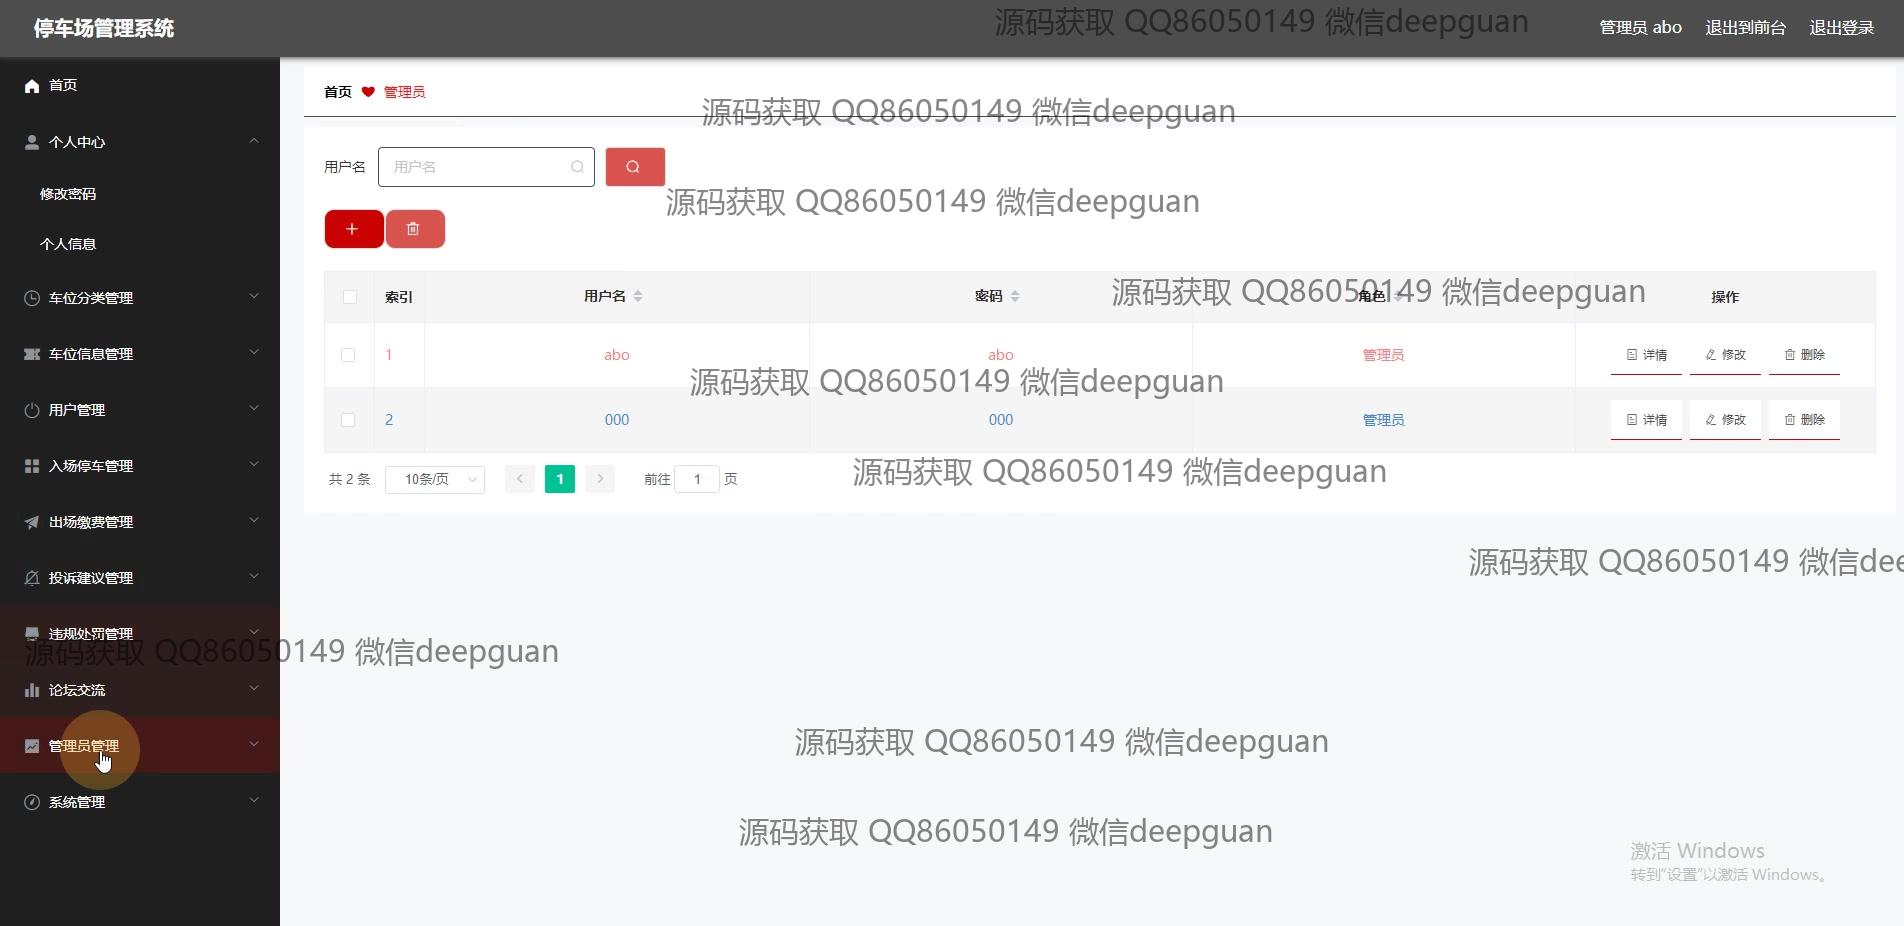 停车场管理系统
源码获取 QQ86050149 微信deepguan
管理员 abo
退出到前台
退出登录
首页
个人中心
修改密码
个人信息
车位分类管理
车位信息管理
用户管理
入场停车管理
出场缴费管理
投诉建议管理
违规处罚管理
源码获取 QQ86050149 微信deepguan
论坛交流
管理员管理
系统管理
首页 管理员
源码获取 QQ86050149 微信deepguan
用户名 用户名
源码获取 QQ86050149 微信deepguan
索引 用户名 密码 角色 操作
源码获取 QQ86050149 微信deepguan
1 abo abo 管理员 详情 修改 删除
源码获取 QQ86050149 微信deepguan
2 000 000 管理员 详情 修改 删除
共 2 条 10条/页 1 前往 1 页
源码获取 QQ86050149 微信deepguan
源码获取 QQ86050149 微信dee
源码获取 QQ86050149 微信deepguan
源码获取 QQ86050149 微信deepguan
激活 Windows
转到“设置”以激活 Windows。